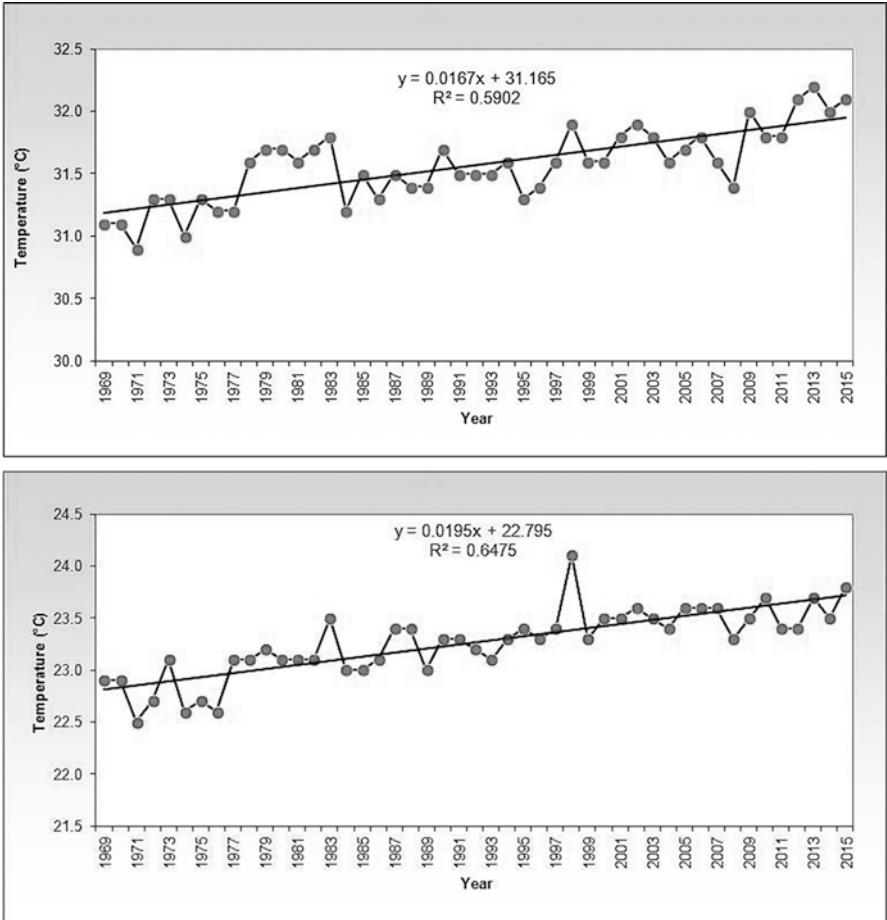 y = 0.0167x + 31.165
R² = 0.5902
Temperature (°C)
32.5
32.0
31.5
31.0
30.5
30.0
1969 1971 1973 1975 1977 1979 1981 1983 1985 1987 1989 1991 1993 1995 1997 1999 2001 2003 2005 2007 2009 2011 2013 2015
Year
y = 0.0195x + 22.795
R² = 0.6475
Temperature (°C)
24.5
24.0
23.5
23.0
22.5
22.0
21.5
1969 1971 1973 1975 1977 1979 1981 1983 1985 1987 1989 1991 1993 1995 1997 1999 2001 2003 2005 2007 2009 2011 2013 2015
Year